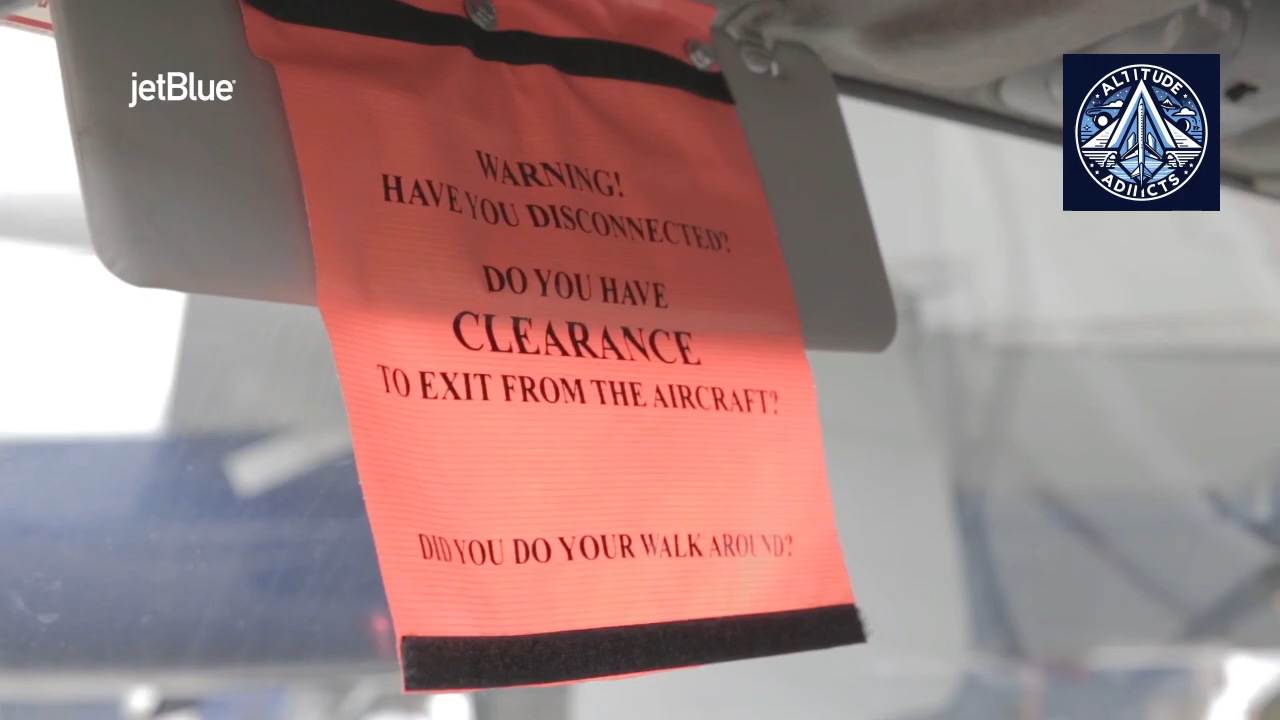 jetBlue
ALTITUDE
ADIICTS
WARNING!
HAVE YOU DISCONNECTED?
DO YOU HAVE
CLEARANCE
TO EXIT FROM THE AIRCRAFT?
DID YOU DO YOUR WALK AROUND?